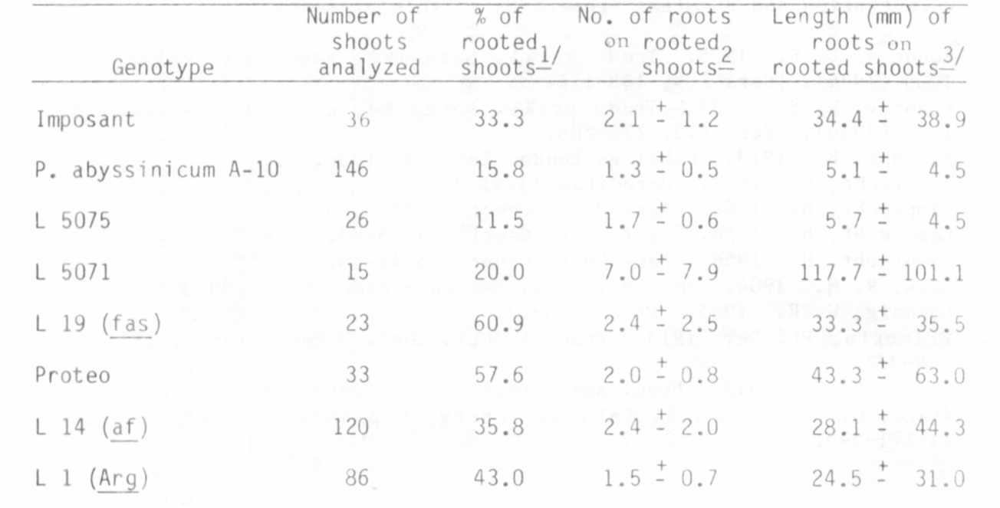 Number of % of No. of roots Length (mm) of
shoots rooted 1/ on rooted 2 roots on 3/
Genotype analyzed shoots shoots rooted shoots
Imposant 36 33.3 2.1 ± 1.2 34.4 ± 38.9
P. abyssinicum A-10 146 15.8 1.3 ± 0.5 5.1 ± 4.5
L 5075 26 11.5 1.7 ± 0.6 5.7 ± 4.5
L 5071 15 20.0 7.0 ± 7.9 117.7 ± 101.1
L 19 (fas) 23 60.9 2.4 ± 2.5 33.3 ± 35.5
Proteo 33 57.6 2.0 ± 0.8 43.3 ± 63.0
L 14 (af) 120 35.8 2.4 ± 2.0 28.1 ± 44.3
L 1 (Arg) 86 43.0 1.5 ± 0.7 24.5 ± 31.0